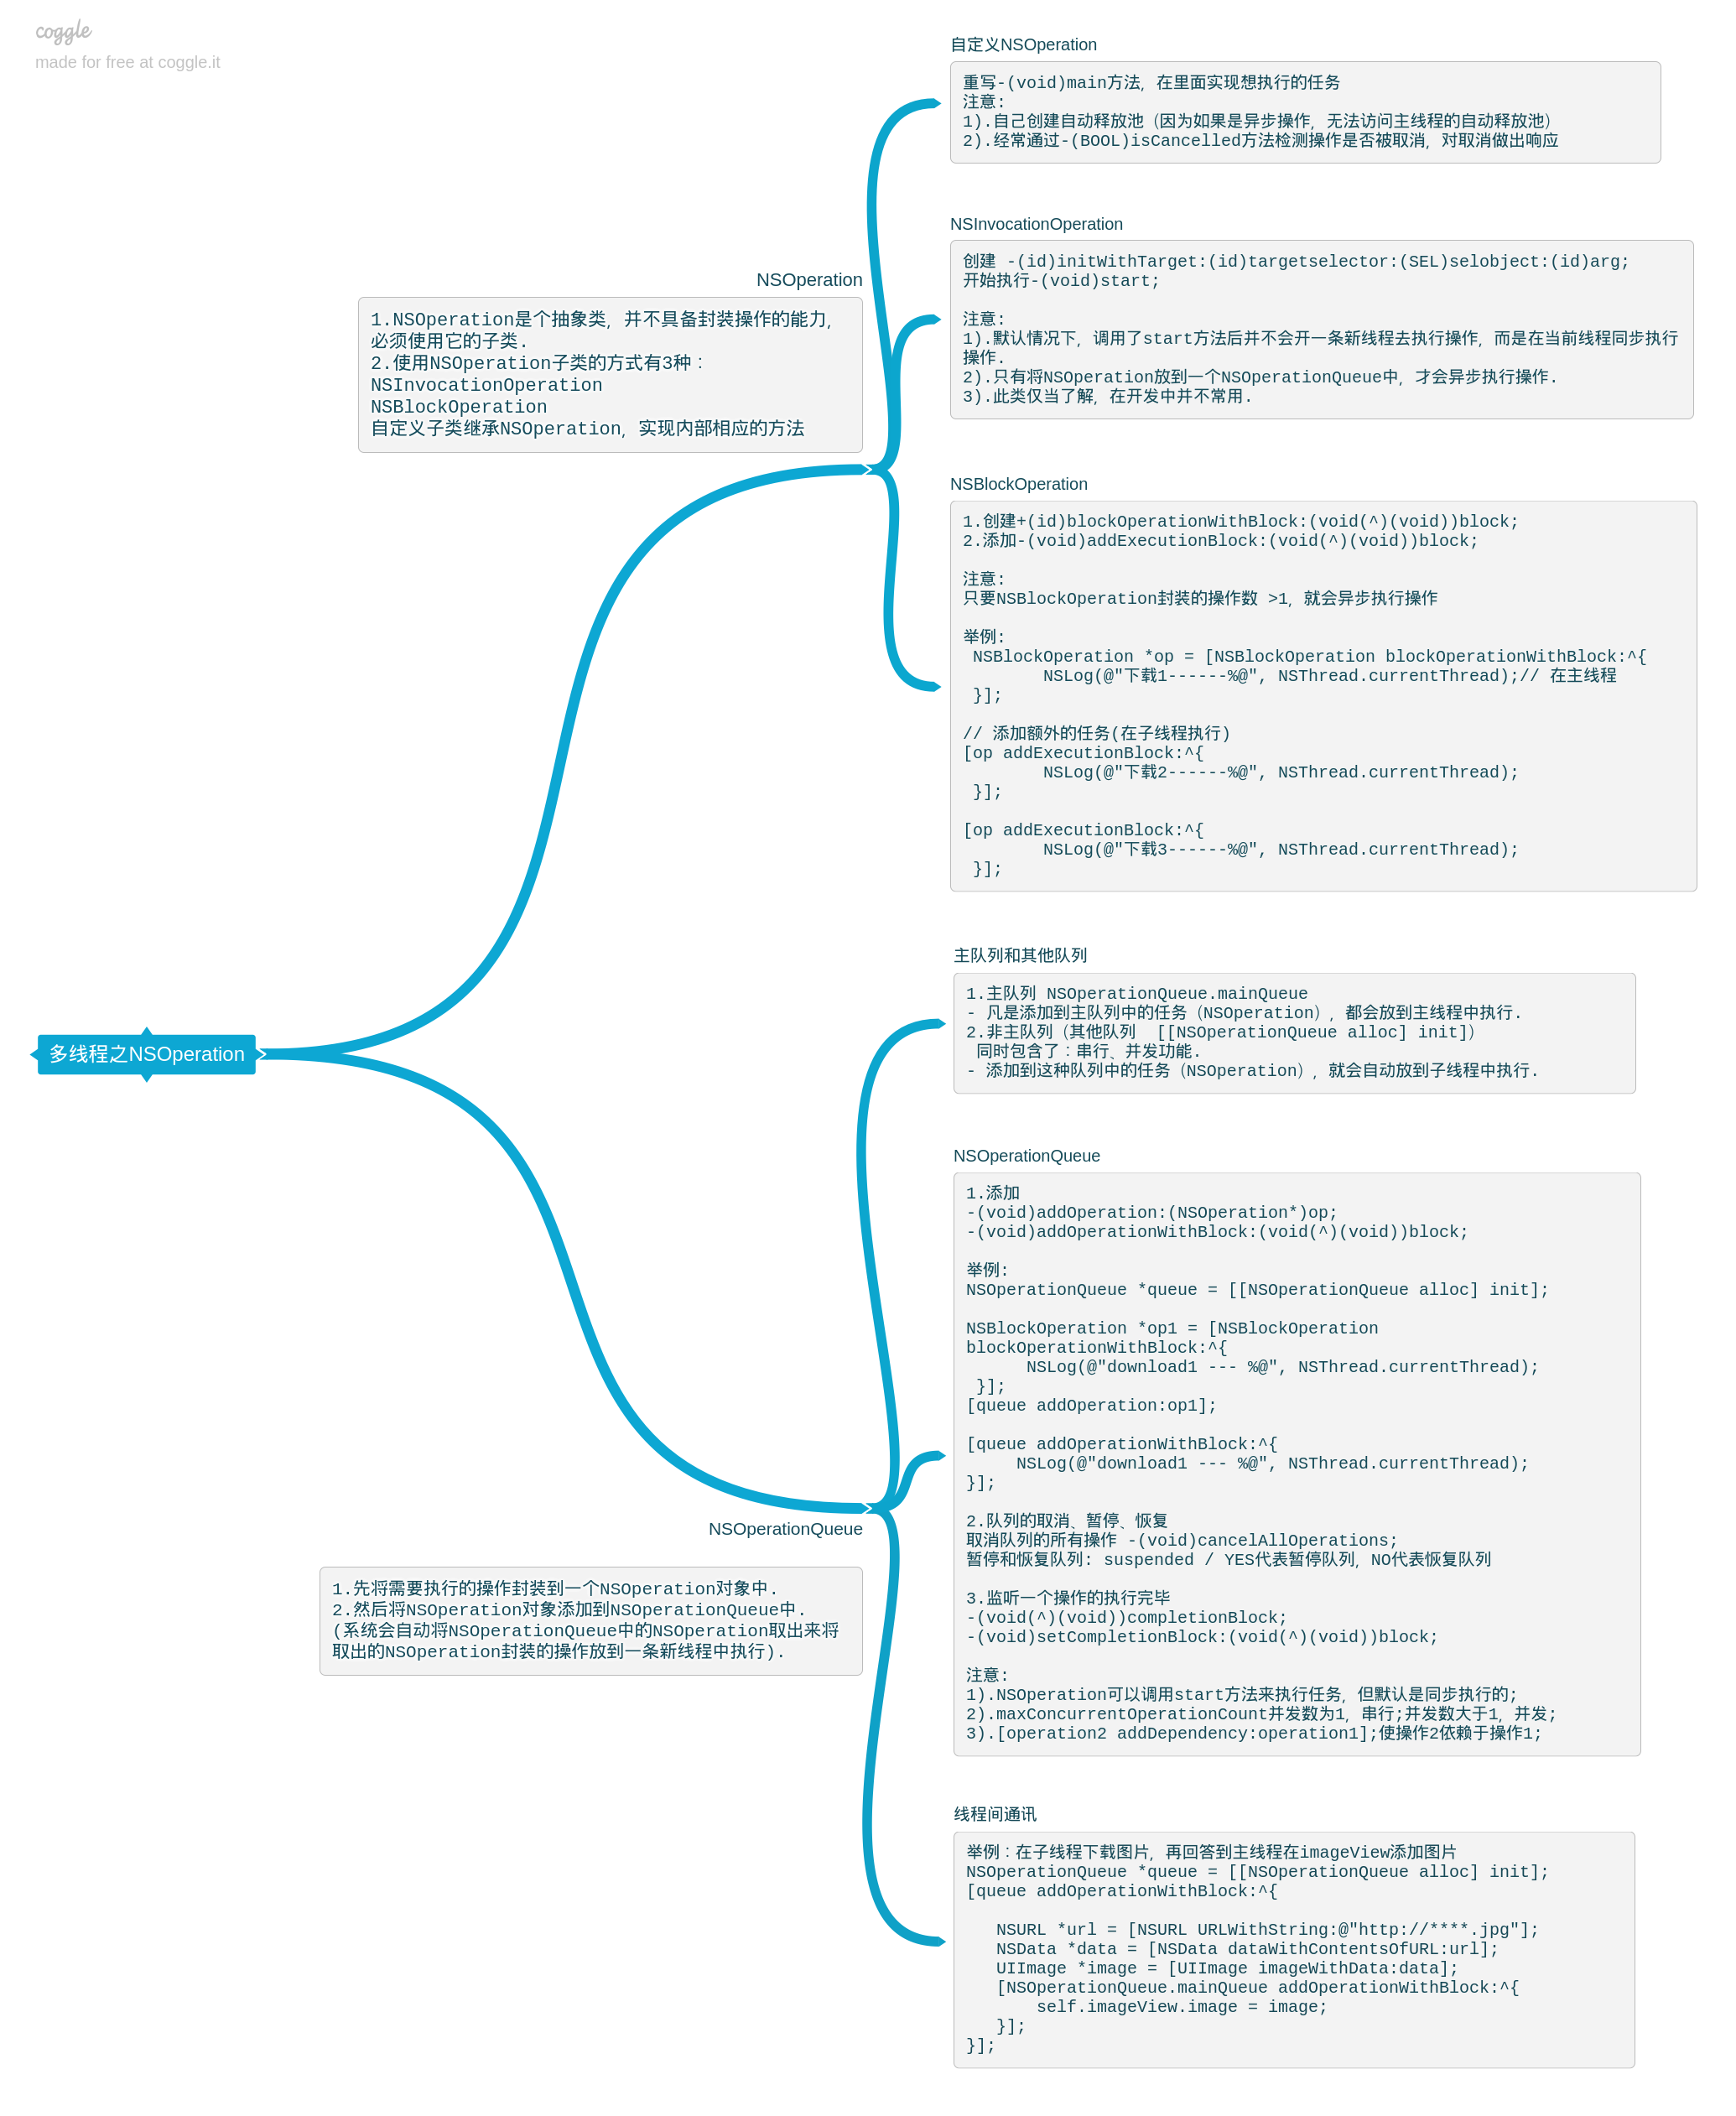 coggle
made for free at coggle.it
多线程之NSOperation
NSOperation
1.NSOperation是个抽象类，并不具备封装操作的能力，
必须使用它的子类.
2.使用NSOperation子类的方式有3种：
NSInvocationOperation
NSBlockOperation
自定义子类继承NSOperation，实现内部相应的方法
自定义NSOperation
重写-(void)main方法，在里面实现想执行的任务
注意:
1).自己创建自动释放池（因为如果是异步操作，无法访问主线程的自动释放池）
2).经常通过-(BOOL)isCancelled方法检测操作是否被取消，对取消做出响应
NSInvocationOperation
创建 -(id)initWithTarget:(id)targetselector:(SEL)selobject:(id)arg;
开始执行-(void)start;
注意:
1).默认情况下，调用了start方法后并不会开一条新线程去执行操作，而是在当前线程同步执行
操作.
2).只有将NSOperation放到一个NSOperationQueue中，才会异步执行操作.
3).此类仅当了解，在开发中并不常用.
NSBlockOperation
1.创建+(id)blockOperationWithBlock:(void(^)(void))block;
2.添加-(void)addExecutionBlock:(void(^)(void))block;
注意:
只要NSBlockOperation封装的操作数 >1，就会异步执行操作
举例:
NSBlockOperation *op = [NSBlockOperation blockOperationWithBlock:^{
NSLog(@"下载1------%@", NSThread.currentThread);// 在主线程
}];
// 添加额外的任务(在子线程执行)
[op addExecutionBlock:^{
NSLog(@"下载2------%@", NSThread.currentThread);
}];
[op addExecutionBlock:^{
NSLog(@"下载3------%@", NSThread.currentThread);
}];
NSOperationQueue
1.先将需要执行的操作封装到一个NSOperation对象中.
2.然后将NSOperation对象添加到NSOperationQueue中.
(系统会自动将NSOperationQueue中的NSOperation取出来将
取出的NSOperation封装的操作放到一条新线程中执行).
主队列和其他队列
1.主队列 NSOperationQueue.mainQueue
- 凡是添加到主队列中的任务（NSOperation），都会放到主线程中执行.
2.非主队列（其他队列  [[NSOperationQueue alloc] init]）
同时包含了：串行、并发功能.
- 添加到这种队列中的任务（NSOperation），就会自动放到子线程中执行.
NSOperationQueue
1.添加
-(void)addOperation:(NSOperation*)op;
-(void)addOperationWithBlock:(void(^)(void))block;
举例:
NSOperationQueue *queue = [[NSOperationQueue alloc] init];
NSBlockOperation *op1 = [NSBlockOperation
blockOperationWithBlock:^{
NSLog(@"download1 --- %@", NSThread.currentThread);
}];
[queue addOperation:op1];
[queue addOperationWithBlock:^{
NSLog(@"download1 --- %@", NSThread.currentThread);
}];
2.队列的取消、暂停、恢复
取消队列的所有操作 -(void)cancelAllOperations;
暂停和恢复队列: suspended / YES代表暂停队列，NO代表恢复队列
3.监听一个操作的执行完毕
-(void(^)(void))completionBlock;
-(void)setCompletionBlock:(void(^)(void))block;
注意:
1).NSOperation可以调用start方法来执行任务，但默认是同步执行的;
2).maxConcurrentOperationCount并发数为1，串行;并发数大于1，并发;
3).[operation2 addDependency:operation1];使操作2依赖于操作1;
线程间通讯
举例：在子线程下载图片，再回答到主线程在imageView添加图片
NSOperationQueue *queue = [[NSOperationQueue alloc] init];
[queue addOperationWithBlock:^{
NSURL *url = [NSURL URLWithString:@"http://****.jpg"];
NSData *data = [NSData dataWithContentsOfURL:url];
UIImage *image = [UIImage imageWithData:data];
[NSOperationQueue.mainQueue addOperationWithBlock:^{
self.imageView.image = image;
}];
}];